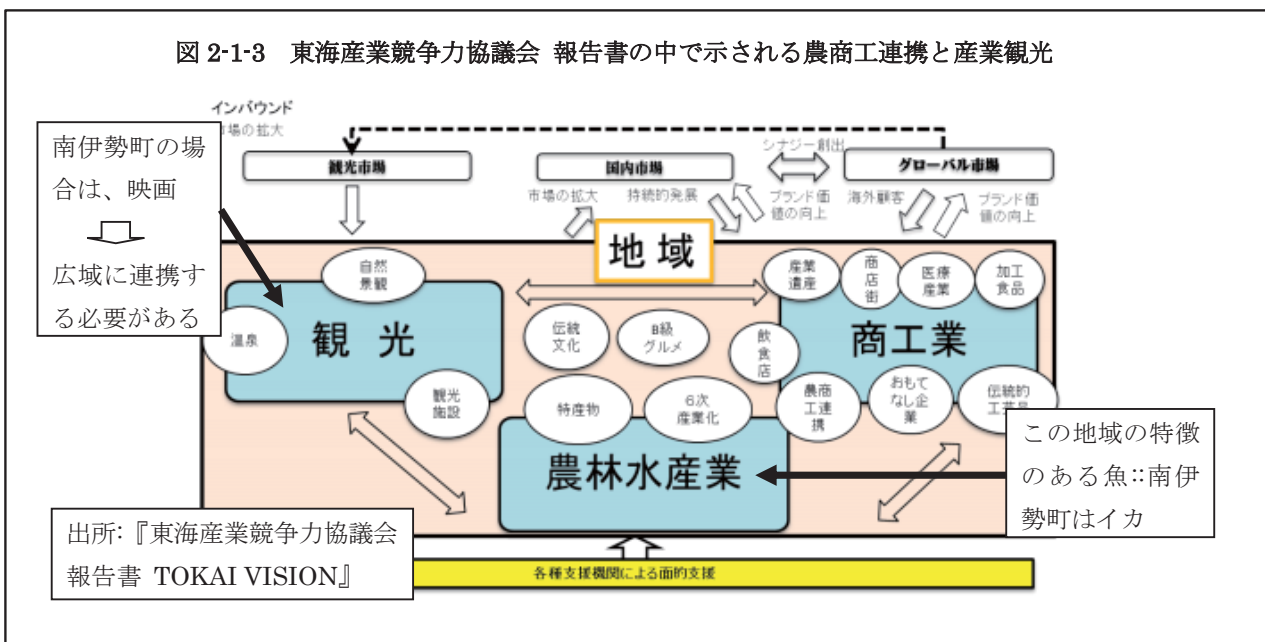 図 2-1-3　東海産業競争力協議会 報告書の中で示される農商工連携と産業観光
インバウンド
市場の拡大
南伊勢町の場
合は、映画
広域に連携す
る必要がある
観光市場
国内市場
シナジー創出
グローバル市場
市場の拡大
持続的発展
ブランド価
値の向上
海外顧客
ブランド価
値の向上
地域
自然
景観
観光
温泉
観光
施設
伝統
文化
B級
グルメ
飲
食
店
産業
遺産
商
店
街
医療
産業
加工
食品
商工業
特産物
6次
産業化
農商
工連
携
おもて
なし企
業
伝統的
工芸品
農林水産業
この地域の特徴
のある魚::南伊
勢町はイカ
出所:『東海産業競争力協議会
報告書 TOKAI VISION』
各種支援機関による面的支援